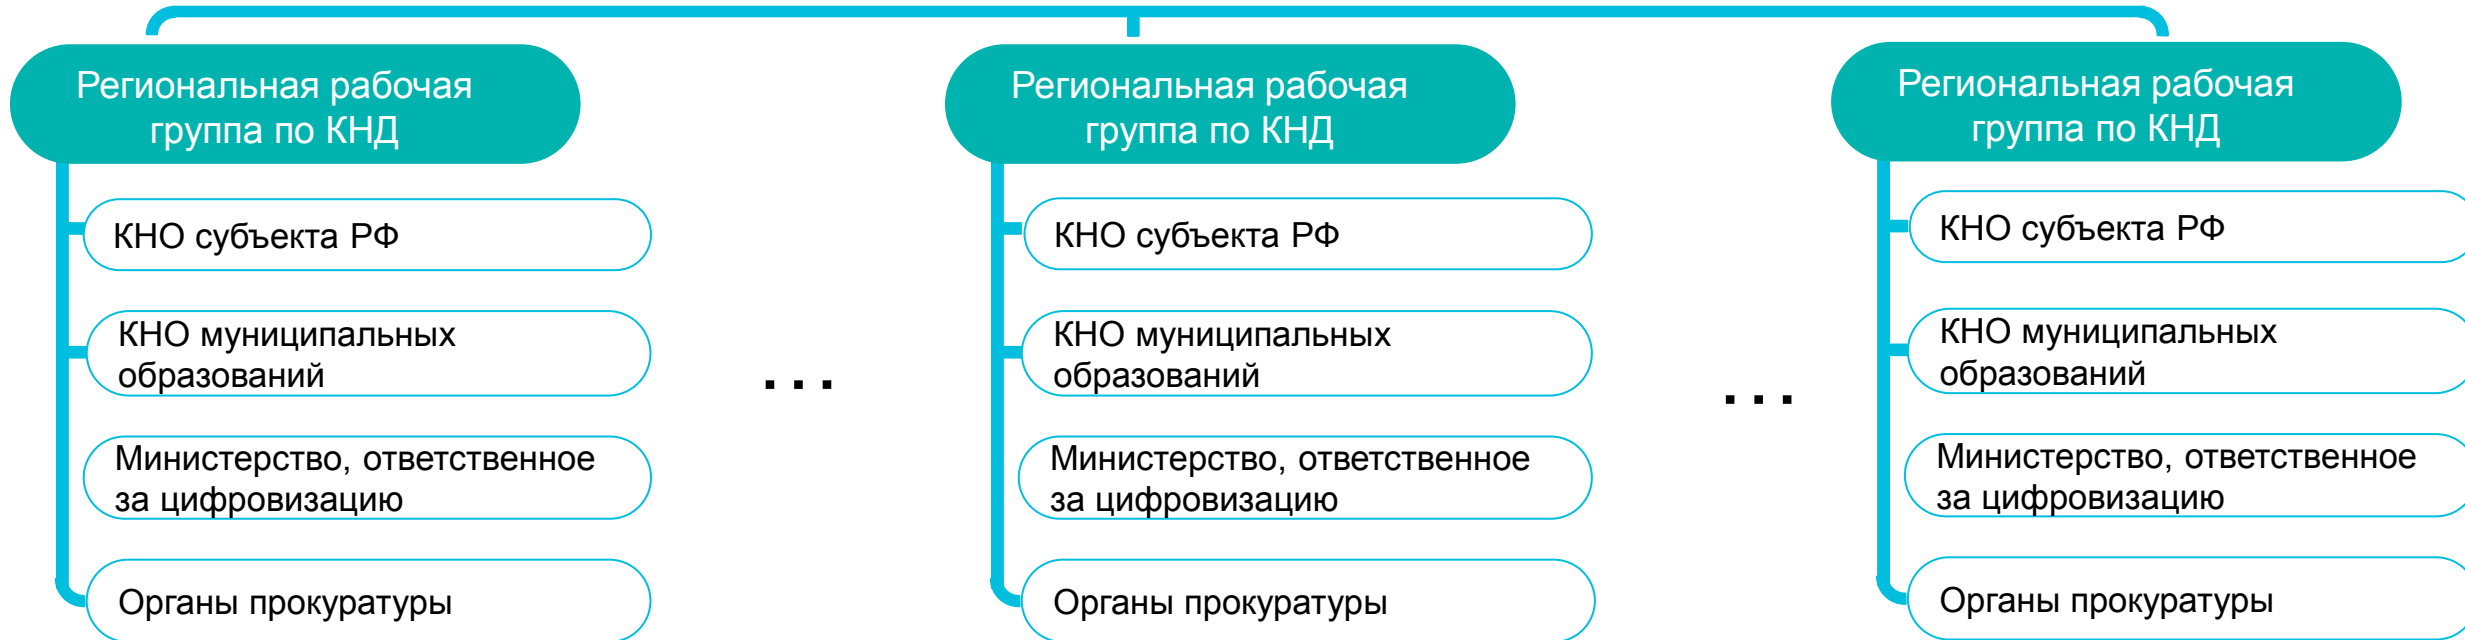 Региональная рабочая
группа по КНД
КНО субъекта РФ
КНО муниципальных
образований
Министерство, ответственное
за цифровизацию
Органы прокуратуры
...
Региональная рабочая
группа по КНД
КНО субъекта РФ
КНО муниципальных
образований
Министерство, ответственное
за цифровизацию
Органы прокуратуры
...
Региональная рабочая
группа по КНД
КНО субъекта РФ
КНО муниципальных
образований
Министерство, ответственное
за цифровизацию
Органы прокуратуры